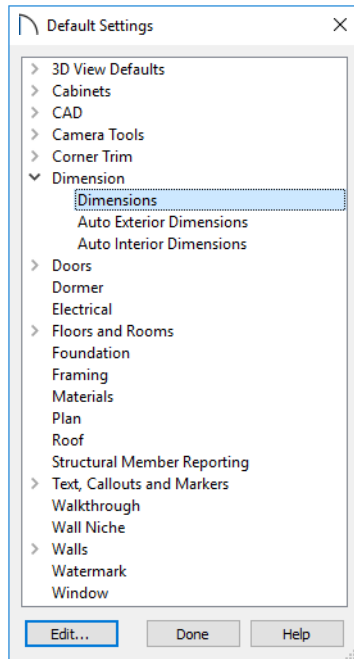 Default Settings
3D View Defaults
Cabinets
CAD
Camera Tools
Corner Trim
Dimension
Dimensions
Auto Exterior Dimensions
Auto Interior Dimensions
Doors
Dormer
Electrical
Floors and Rooms
Foundation
Framing
Materials
Plan
Roof
Structural Member Reporting
Text, Callouts and Markers
Walkthrough
Wall Niche
Walls
Watermark
Window
Edit... Done Help